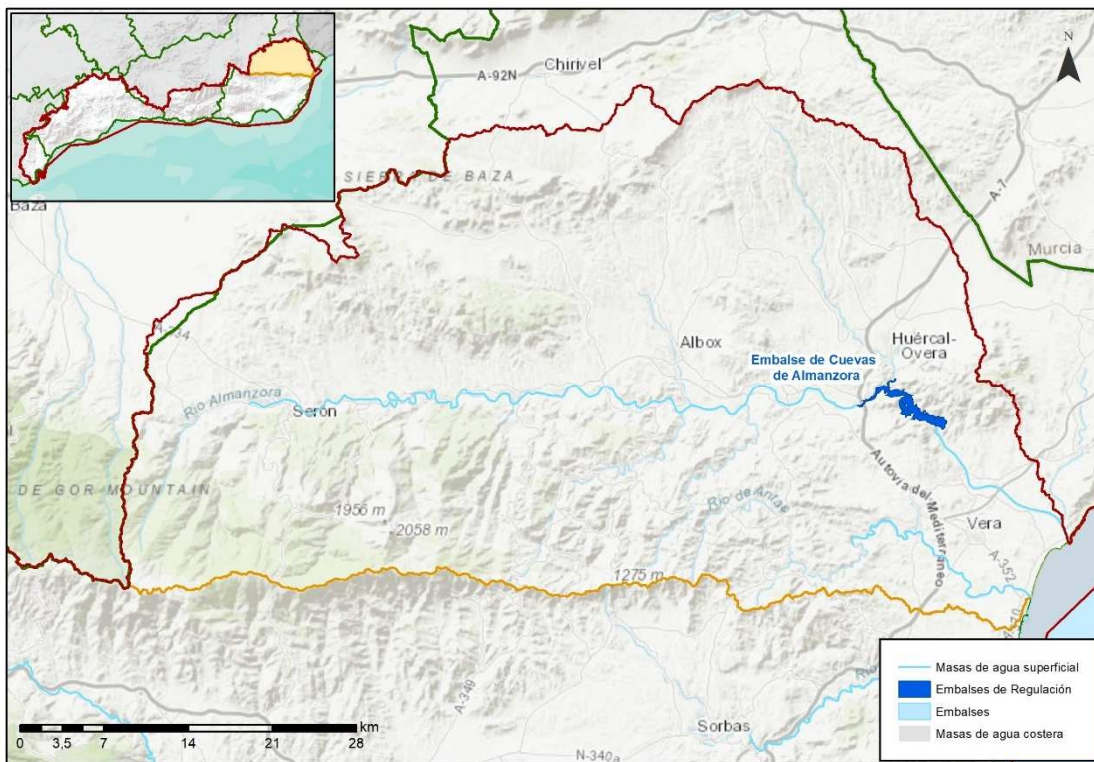 N
A-92N
Chirivel
SIERRA DE BAZA
Baza
A-7
Murcia
A-334
Huércal-
Overa
Albox
Embalse de Cuevas
de Almanzora
Río Almanzora
Serón
DE GOR MOUNTAIN
Autovía del Mediterráneo
Río de Antas
1956 m
2058 m
Vera
A-352
1275 m
A-349
Sorbas
N-340a
km
0 3,5 7 14 21 28
Masas de agua superficial
Embalses de Regulación
Embalses
Masas de agua costera